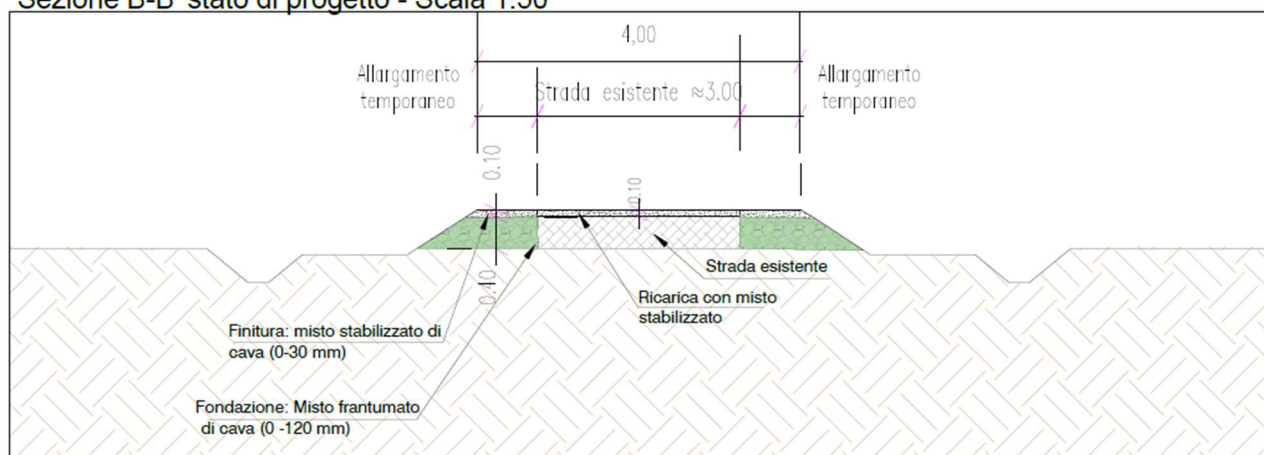 Sezione B-B' stato di progetto - Scala 1:50
4,00
Allargamento
temporaneo
Strada esistente ≈3.00
Allargamento
temporaneo
0.10
0.10
0.40
Strada esistente
Ricarica con misto
stabilizzato
Finitura: misto stabilizzato di
cava (0-30 mm)
Fondazione: Misto frantumato
di cava (0 -120 mm)